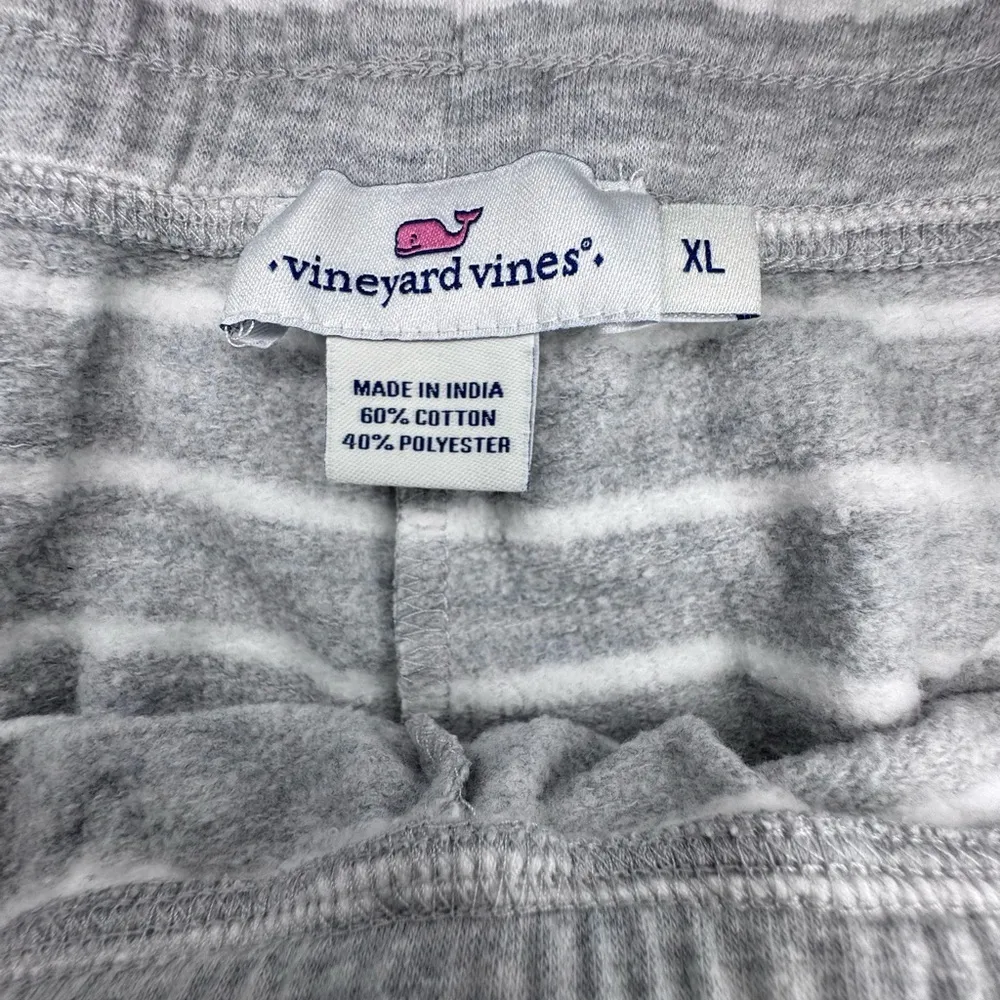 vineyard vines®
XL
MADE IN INDIA
60% COTTON
40% POLYESTER